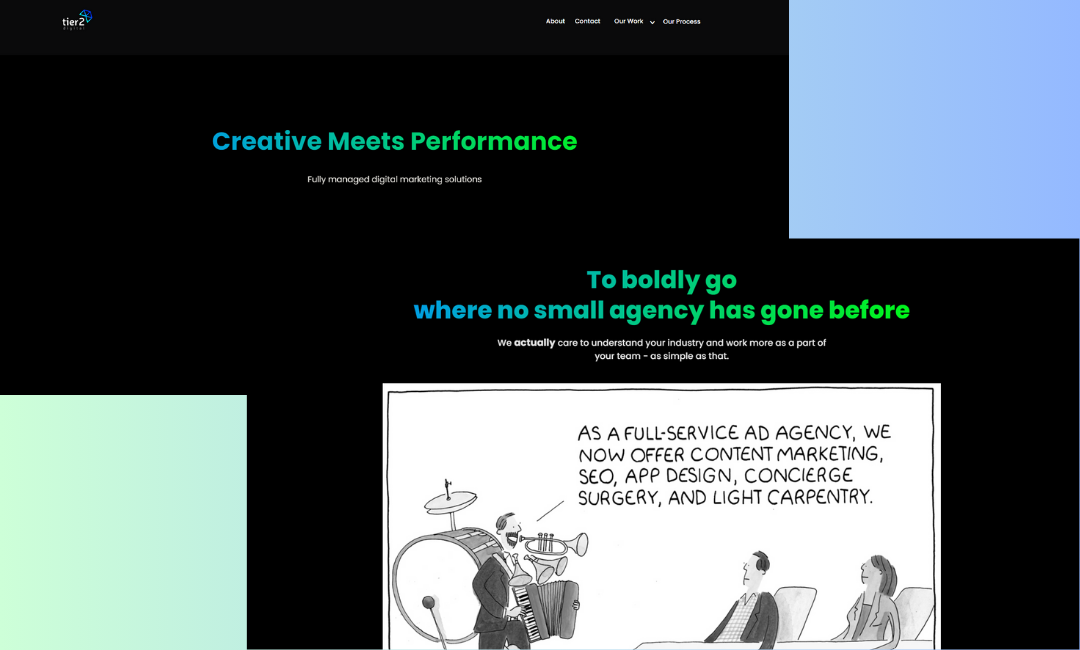 tier2
digital
About Contact Our Work Our Process
Creative Meets Performance
Fully managed digital marketing solutions
To boldly go
where no small agency has gone before
We actually care to understand your industry and work more as a part of
your team - as simple as that.
AS A FULL-SERVICE AD AGENCY, WE
NOW OFFER CONTENT MARKETING,
SEO, APP DESIGN, CONCIERGE
SURGERY, AND LIGHT CARPENTRY.